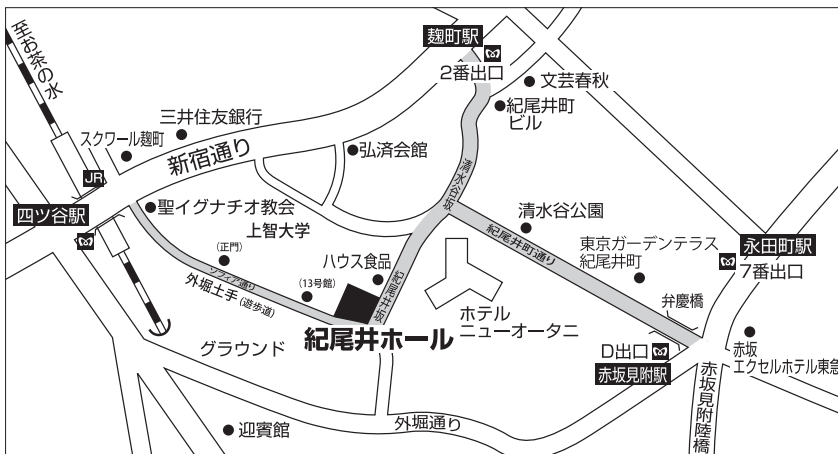 至お茶の水
麹町駅
2番出口
文芸春秋
紀尾井町
ビル
三井住友銀行
スクワール麹町
新宿通り
弘済会館
清水谷坂
JR
四ツ谷駅
聖イグナチオ教会
上智大学
(正門)
ソフィア通り
外堀土手(遊歩道)
(13号館)
ハウス食品
紀尾井坂
紀尾井ホール
グラウンド
清水谷公園
紀尾井町通り
東京ガーデンテラス
紀尾井町
永田町駅
7番出口
弁慶橋
ホテル
ニューオータニ
D出口
赤坂見附駅
赤坂
エクセルホテル東急
赤坂見附陸橋
外堀通り
迎賓館